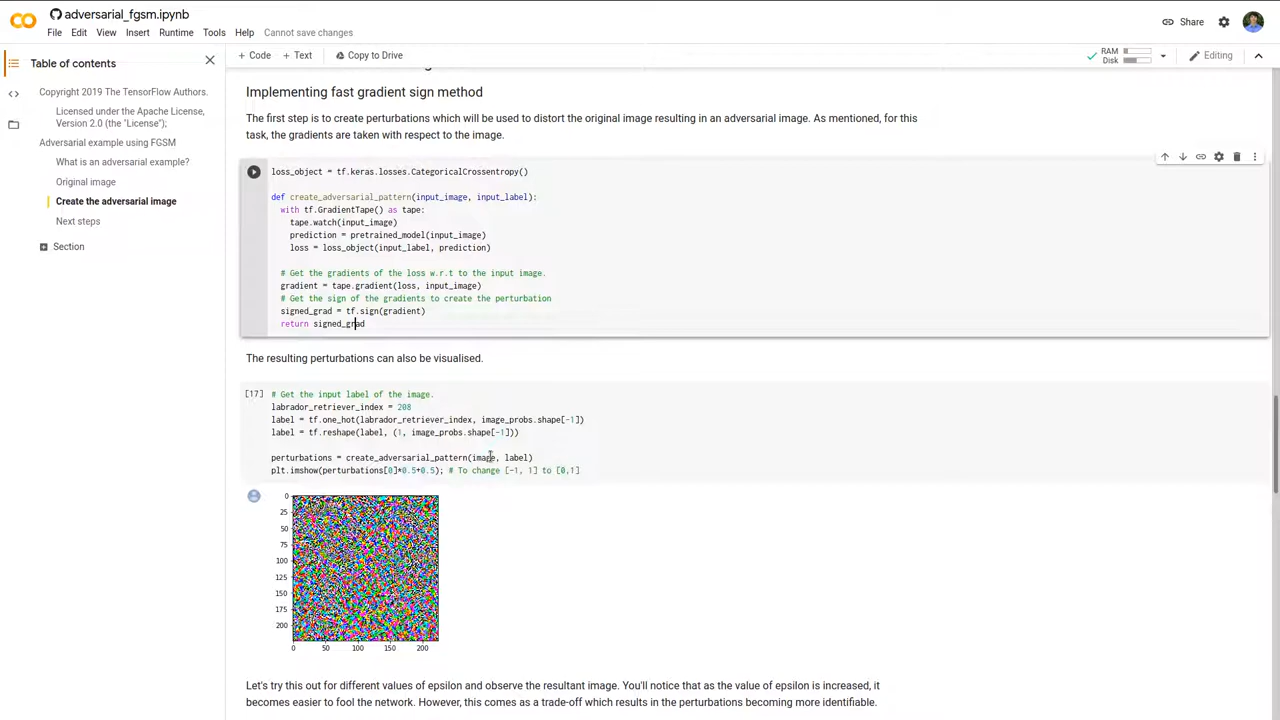 adversarial_fgsm.ipynb
File Edit View Insert Runtime Tools Help Cannot save changes
Share
+ Code + Text Copy to Drive
RAM
Disk
Editing
Table of contents
Copyright 2019 The TensorFlow Authors.
Licensed under the Apache License,
Version 2.0 (the "License");
Adversarial example using FGSM
What is an adversarial example?
Original image
Create the adversarial image
Next steps
Section
Implementing fast gradient sign method
The first step is to create perturbations which will be used to distort the original image resulting in an adversarial image. As mentioned, for this
task, the gradients are taken with respect to the image.
loss_object = tf.keras.losses.CategoricalCrossentropy()
def create_adversarial_pattern(input_image, input_label):
with tf.GradientTape() as tape:
tape.watch(input_image)
prediction = pretrained_model(input_image)
loss = loss_object(input_label, prediction)
# Get the gradients of the loss w.r.t to the input image.
gradient = tape.gradient(loss, input_image)
# Get the sign of the gradients to create the perturbation
signed_grad = tf.sign(gradient)
return signed_grad
The resulting perturbations can also be visualised.
[17] # Get the input label of the image.
labrador_retriever_index = 208
label = tf.one_hot(labrador_retriever_index, image_probs.shape[-1])
label = tf.reshape(label, (1, image_probs.shape[-1]))
perturbations = create_adversarial_pattern(image, label)
plt.imshow(perturbations[0]*0.5+0.5); # To change [-1, 1] to [0,1]
0
25
50
75
100
125
150
175
200
0 50 100 150 200
Let's try this out for different values of epsilon and observe the resultant image. You'll notice that as the value of epsilon is increased, it
becomes easier to fool the network. However, this comes as a trade-off which results in the perturbations becoming more identifiable.